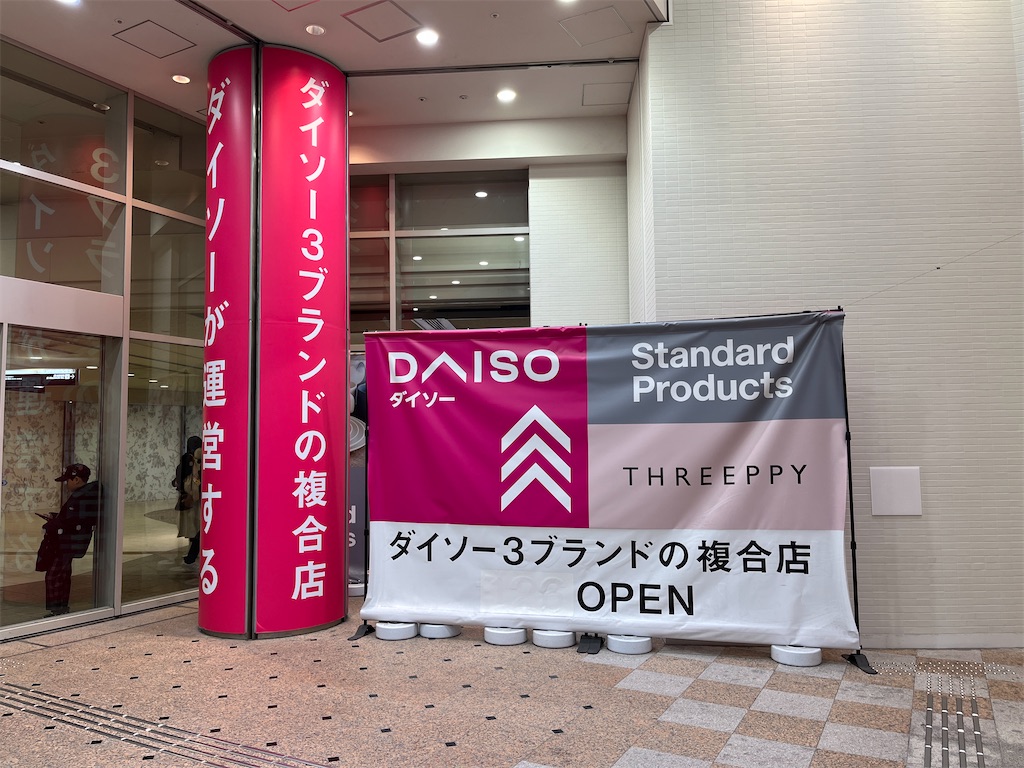 ダイソーが運営する
ダイソー3ブランドの複合店
DAISO
ダイソー
Standard
Products
THREEPPY
ダイソー3ブランドの複合店
OPEN